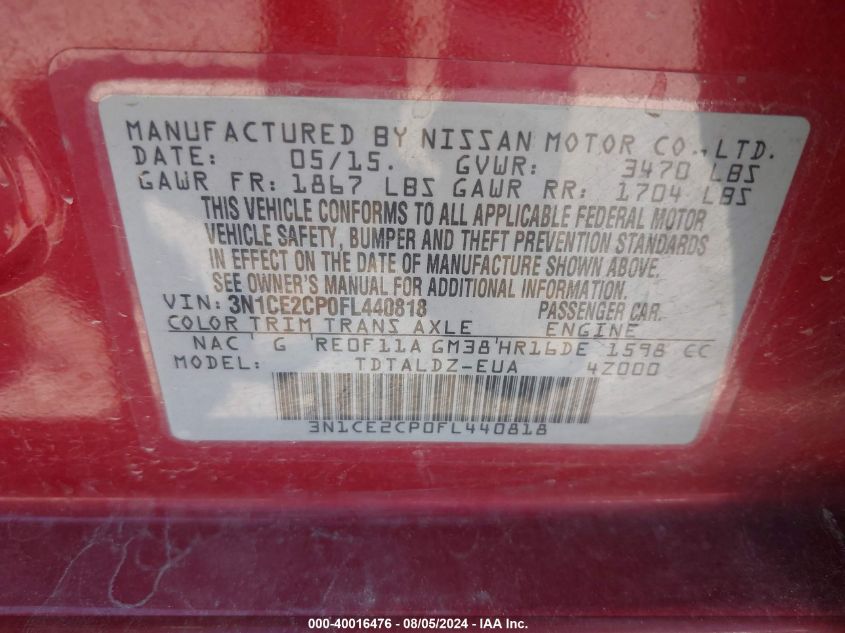 MANUFACTURED BY NISSAN MOTOR CO.,LTD.
DATE: 05/15. GVWR: 3470 LBS
GAWR FR: 1867 LBS GAWR RR: 1704 LBS
THIS VEHICLE CONFORMS TO ALL APPLICABLE FEDERAL MOTOR
VEHICLE SAFETY, BUMPER AND THEFT PREVENTION STANDARDS
IN EFFECT ON THE DATE OF MANUFACTURE SHOWN ABOVE.
SEE OWNER'S MANUAL FOR ADDITIONAL INFORMATION.
VIN: 3N1CE2CP0FL440818 PASSENGER CAR.
COLOR TRIM TRANS AXLE ENGINE
NAC G RE0F11A GM38 HR16DE 1598 CC
MODEL: TDTALDZ-EUA 4Z000
3N1CE2CP0FL440818
000-40016476 - 08/05/2024 - IAA Inc.